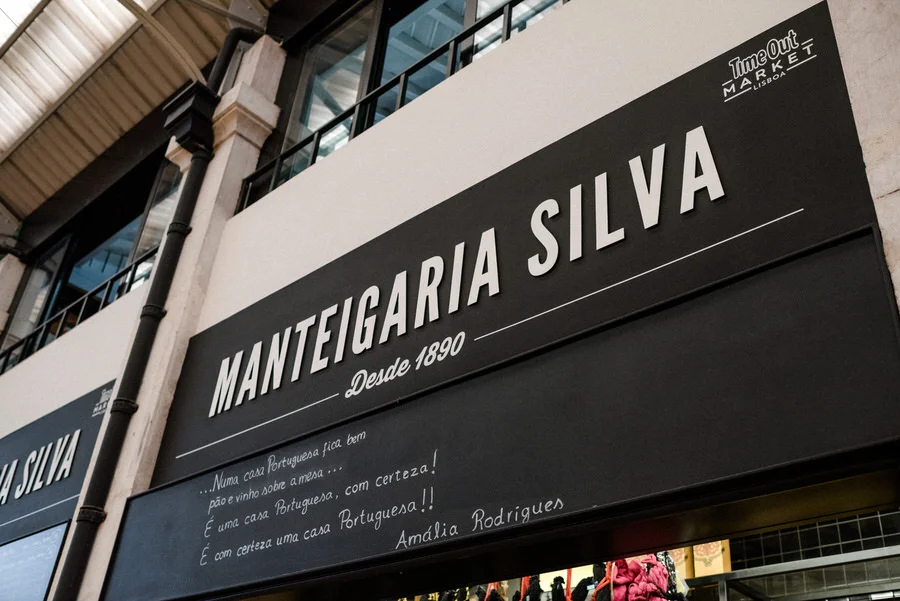 Time Out
MARKET
LISBOA
MANTEIGARIA SILVA
Desde 1890
...Numa casa Portuguesa fica bem
pão e vinho sobre a mesa ...
É uma casa Portuguesa, com certeza!
É com certeza uma casa Portuguesa!!
Amália Rodrigues
IA SILVA